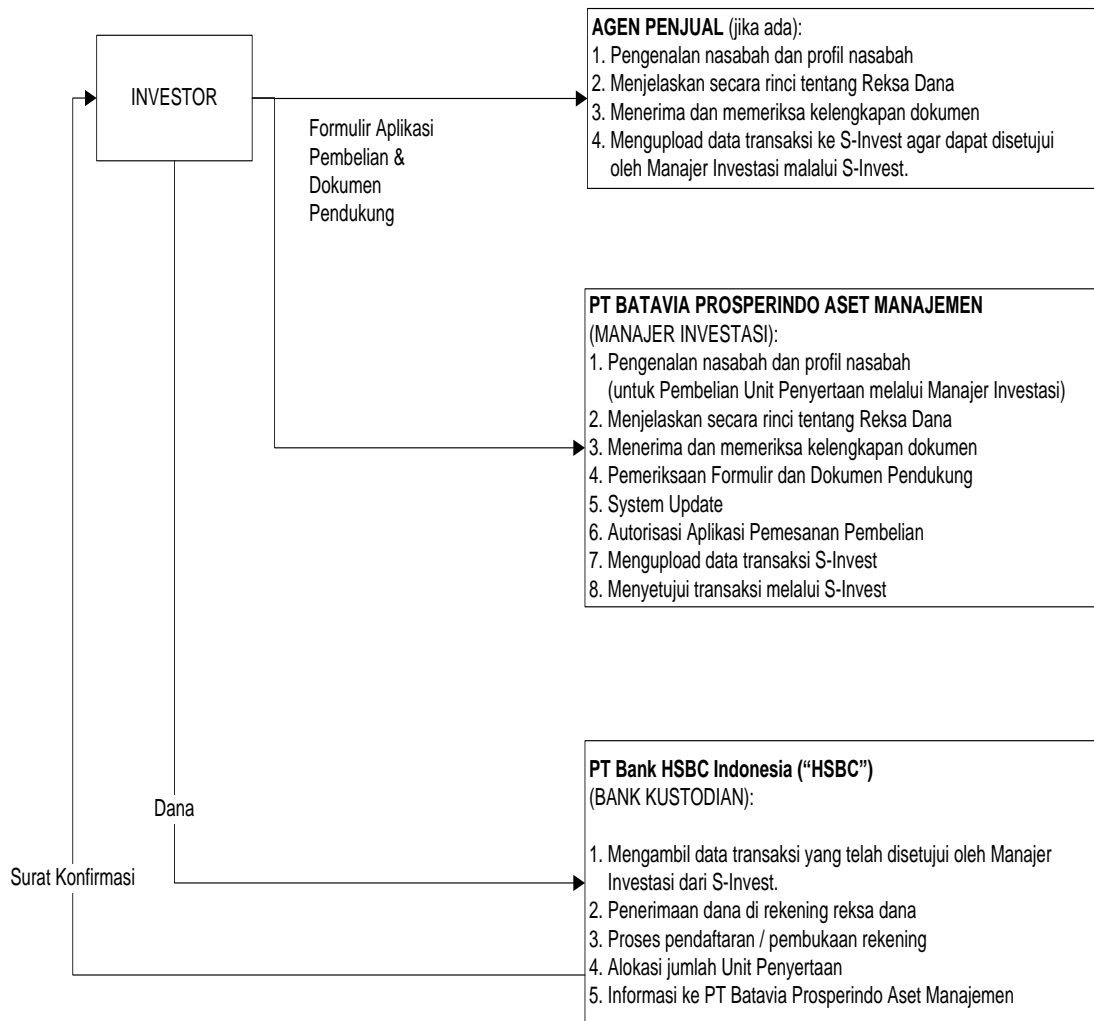 INVESTOR
Formulir Aplikasi
Pembelian &
Dokumen
Pendukung
AGEN PENJUAL (jika ada):
1. Pengenalan nasabah dan profil nasabah
2. Menjelaskan secara rinci tentang Reksa Dana
3. Menerima dan memeriksa kelengkapan dokumen
4. Mengupload data transaksi ke S-Invest agar dapat disetujui
oleh Manajer Investasi malalui S-Invest.
PT BATAVIA PROSPERINDO ASET MANAJEMEN
(MANAJER INVESTASI):
1. Pengenalan nasabah dan profil nasabah
(untuk Pembelian Unit Penyertaan melalui Manajer Investasi)
2. Menjelaskan secara rinci tentang Reksa Dana
3. Menerima dan memeriksa kelengkapan dokumen
4. Pemeriksaan Formulir dan Dokumen Pendukung
5. System Update
6. Autorisasi Aplikasi Pemesanan Pembelian
7. Mengupload data transaksi S-Invest
8. Menyetujui transaksi melalui S-Invest
Dana
Surat Konfirmasi
PT Bank HSBC Indonesia (“HSBC”)
(BANK KUSTODIAN):
1. Mengambil data transaksi yang telah disetujui oleh Manajer
Investasi dari S-Invest.
2. Penerimaan dana di rekening reksa dana
3. Proses pendaftaran / pembukaan rekening
4. Alokasi jumlah Unit Penyertaan
5. Informasi ke PT Batavia Prosperindo Aset Manajemen